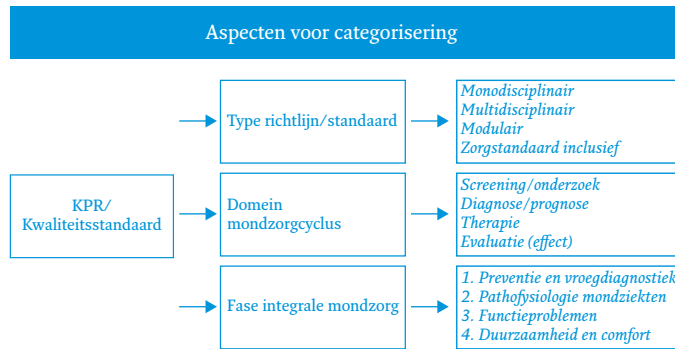 Aspecten voor categorisering
KPR/
Kwaliteitsstandaard
Type richtlijn/standaard
Monodisciplinair
Multidisciplinair
Modulair
Zorgstandaard inclusief
Domein
mondzorgcyclus
Screening/onderzoek
Diagnose/prognose
Therapie
Evaluatie (effect)
Fase integrale mondzorg
1. Preventie en vroegdiagnostiek
2. Pathofysiologie mondziekten
3. Functieproblemen
4. Duurzaamheid en comfort